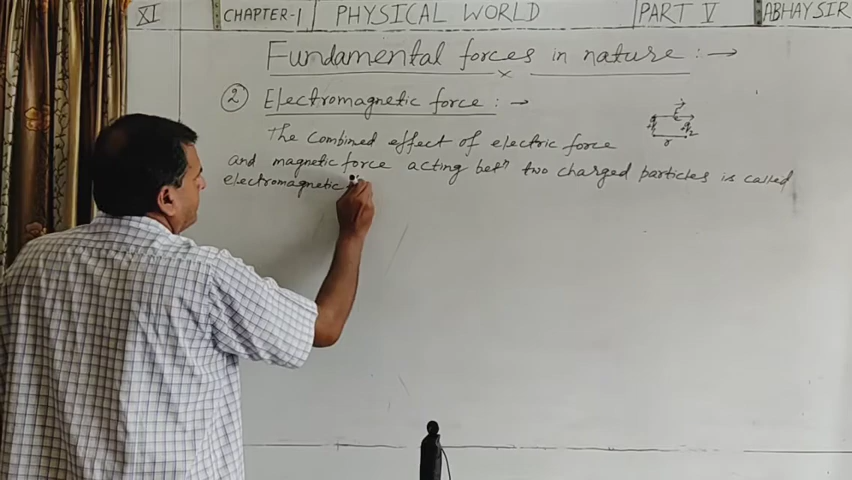 XI CHAPTER-1 PHYSICAL WORLD PART V ABHAY SIR
Fundamental forces in nature :→
② Electromagnetic force :→
The Combined effect of electric force
and magnetic force acting betⁿ two charged particles is called
electromagnetic
r